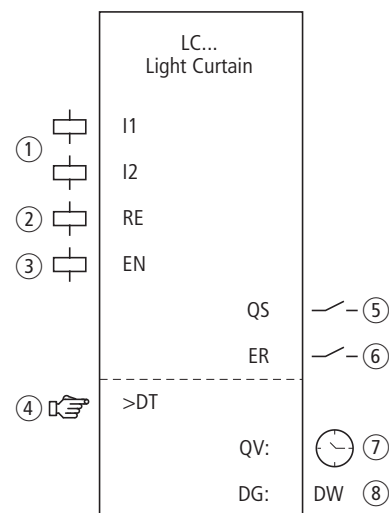 LC...
Light Curtain
① I1
I2
② RE
③ EN
QS ⑤
ER ⑥
④ >DT
QV: ⑦
DG: DW ⑧